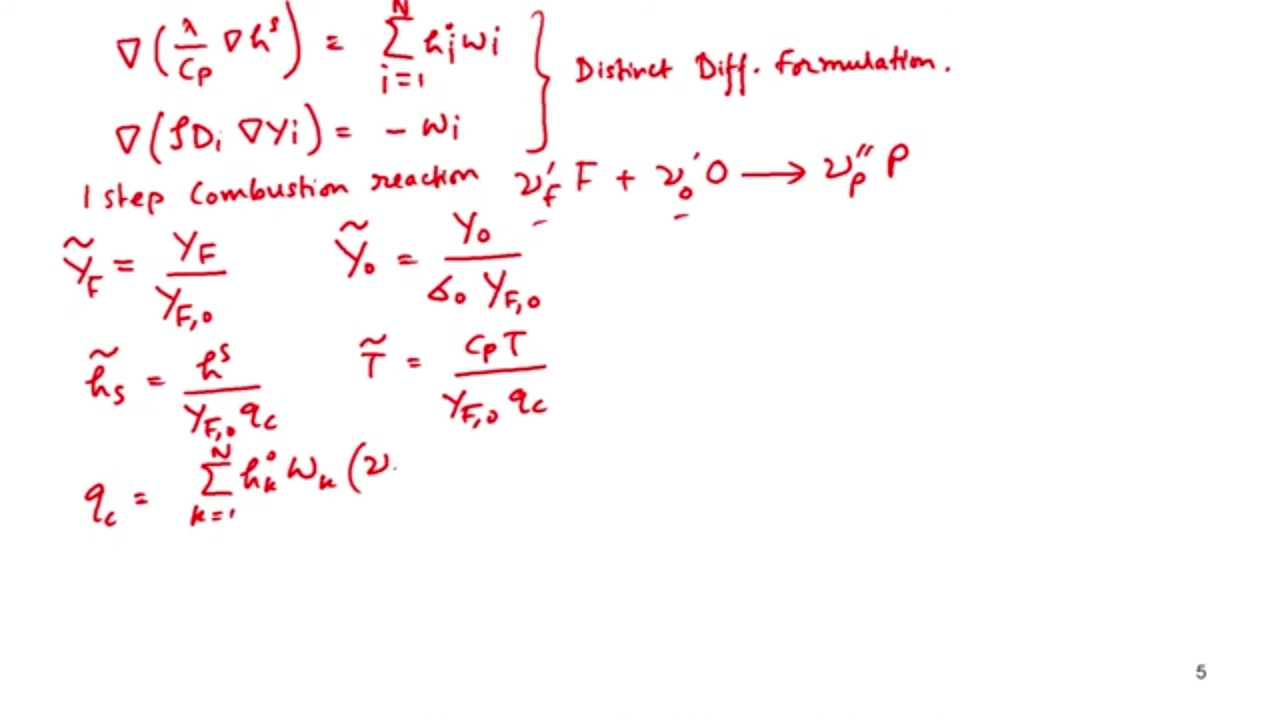 ∇(λ/Cp ∇h^s) = Σ_{i=1}^{N} h_i° ω_i
∇(ρD_i ∇Y_i) = - ω_i
} Distinct Diff. Formulation.
1 step Combustion reaction ν'_F F + ν'_O O ⟶ ν''_P P
Ỹ_F = Y_F / Y_{F,0} Ỹ_O = Y_O / (σ_O Y_{F,0})
h̃_s = h^s / (Y_{F,0} q_c) T̃ = C_P T / (Y_{F,0} q_c)
q_c = Σ_{k=1}^{N} h_k° W_k (ν
5